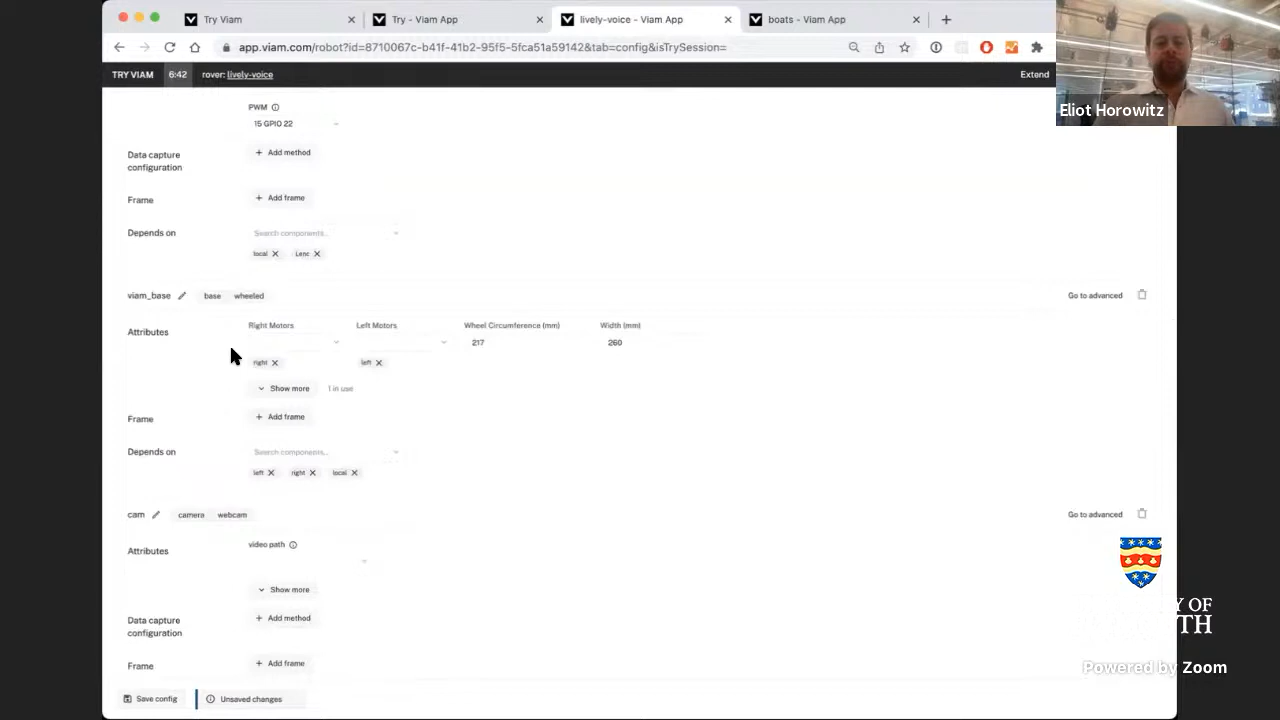 Try Viam
Try - Viam App
lively-voice - Viam App
boats - Viam App
app.viam.com/robot?id=8710067c-b41f-41b2-95f5-5fca51a59142&tab=config&isTrySession=
TRY VIAM 6:42 rover: lively-voice Extend
Eliot Horowitz
PWM
15 GPIO 22
Data capture
configuration
+ Add method
Frame + Add frame
Depends on Search components...
local X Lenc X
viam_base base wheeled Go to advanced
Attributes
Right Motors Left Motors Wheel Circumference (mm) Width (mm)
217 260
right X left X
Show more 1 in use
Frame + Add frame
Depends on Search components...
left X right X local X
cam camera webcam Go to advanced
Attributes video path
Show more
Data capture
configuration
+ Add method
Frame + Add frame
Save config Unsaved changes
Y OF
TH
Powered by Zoom